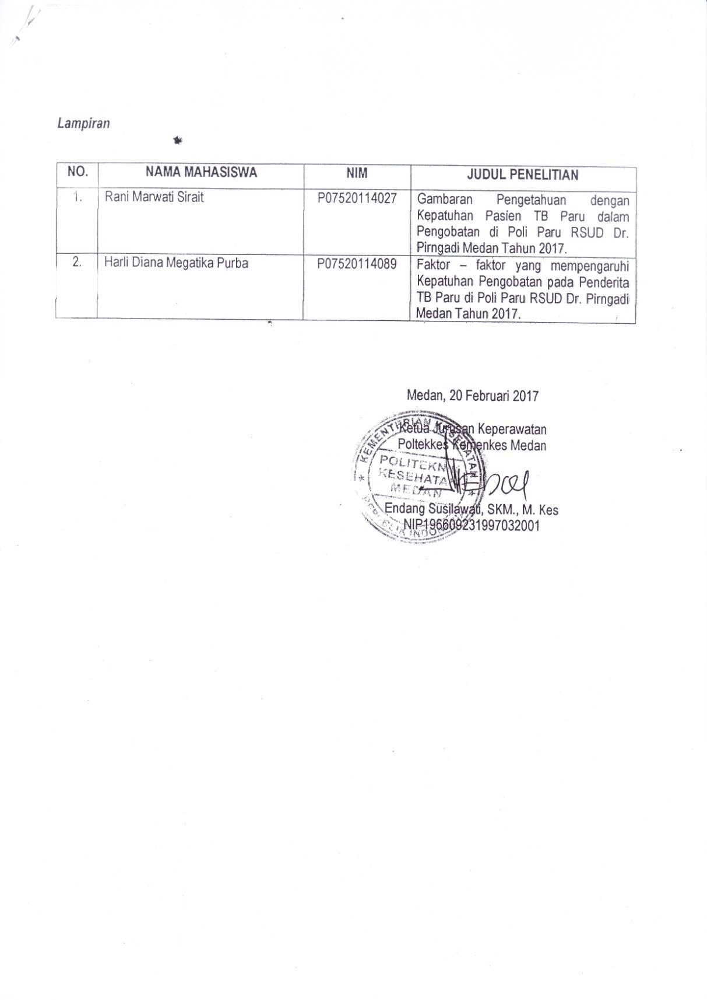 Lampiran
NO. NAMA MAHASISWA NIM JUDUL PENELITIAN
1. Rani Marwati Sirait P07520114027 Gambaran Pengetahuan dengan
Kepatuhan Pasien TB Paru dalam
Pengobatan di Poli Paru RSUD Dr.
Pirngadi Medan Tahun 2017.
2. Harli Diana Megatika Purba P07520114089 Faktor – faktor yang mempengaruhi
Kepatuhan Pengobatan pada Penderita
TB Paru di Poli Paru RSUD Dr. Pirngadi
Medan Tahun 2017.
Medan, 20 Februari 2017
Ketua Jurusan Keperawatan
Poltekkes Kemenkes Medan
KEMENTERIAN KESEHATAN
POLITEKNIK
KESEHATAN
MEDAN
REPUBLIK INDONESIA
Endang Susilawati, SKM., M. Kes
NIP196609231997032001